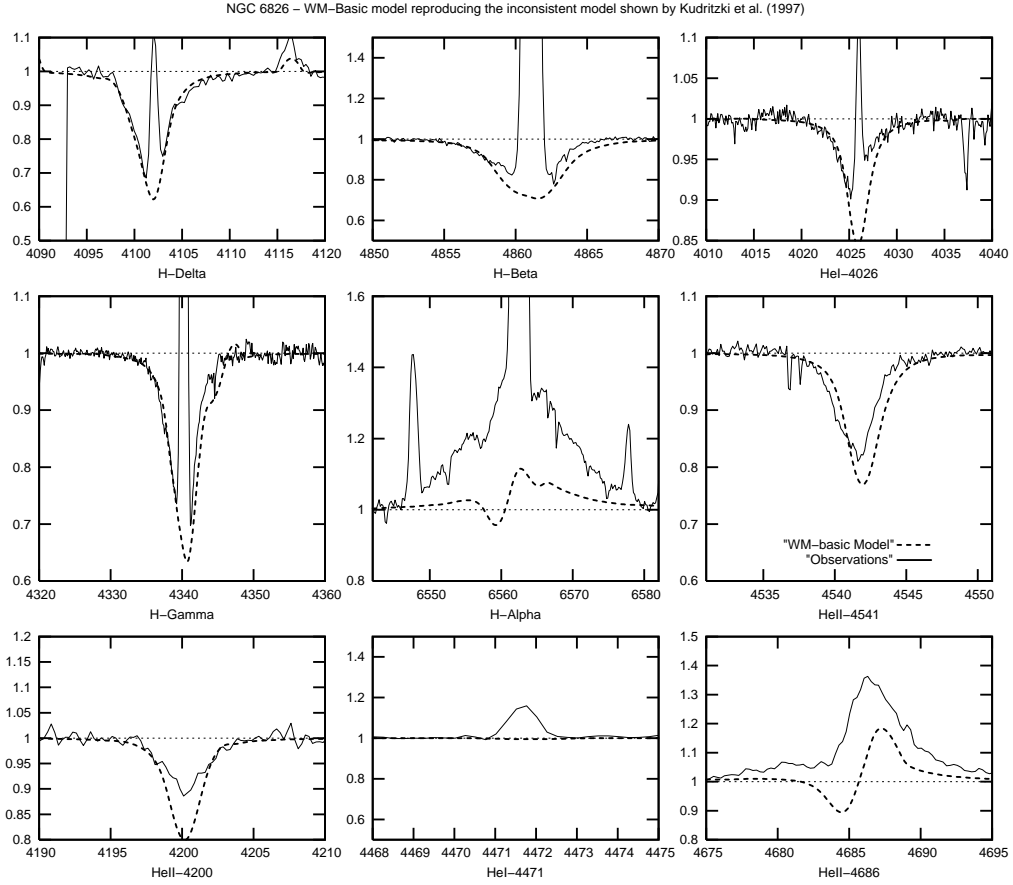 NGC 6826 – WM–Basic model reproducing the inconsistent model shown by Kudritzki et al. (1997)
1.1
1
0.9
0.8
0.7
0.6
0.5
4090 4095 4100 4105 4110 4115 4120
H–Delta
1.4
1.2
1
0.8
0.6
4850 4855 4860 4865 4870
H–Beta
1.1
1.05
1
0.95
0.9
0.85
4010 4015 4020 4025 4030 4035 4040
HeI–4026
1.1
1
0.9
0.8
0.7
0.6
4320 4330 4340 4350 4360
H–Gamma
1.6
1.4
1.2
1
0.8
6550 6560 6570 6580
H–Alpha
1.1
1
0.9
0.8
0.7
0.6
"WM–basic Model"
"Observations"
4535 4540 4545 4550
HeII–4541
1.2
1.15
1.1
1.05
1
0.95
0.9
0.85
0.8
4190 4195 4200 4205 4210
HeII–4200
1.4
1.2
1
0.8
0.6
4468 4469 4470 4471 4472 4473 4474 4475
HeI–4471
1.5
1.4
1.3
1.2
1.1
1
0.9
0.8
4675 4680 4685 4690 4695
HeII–4686